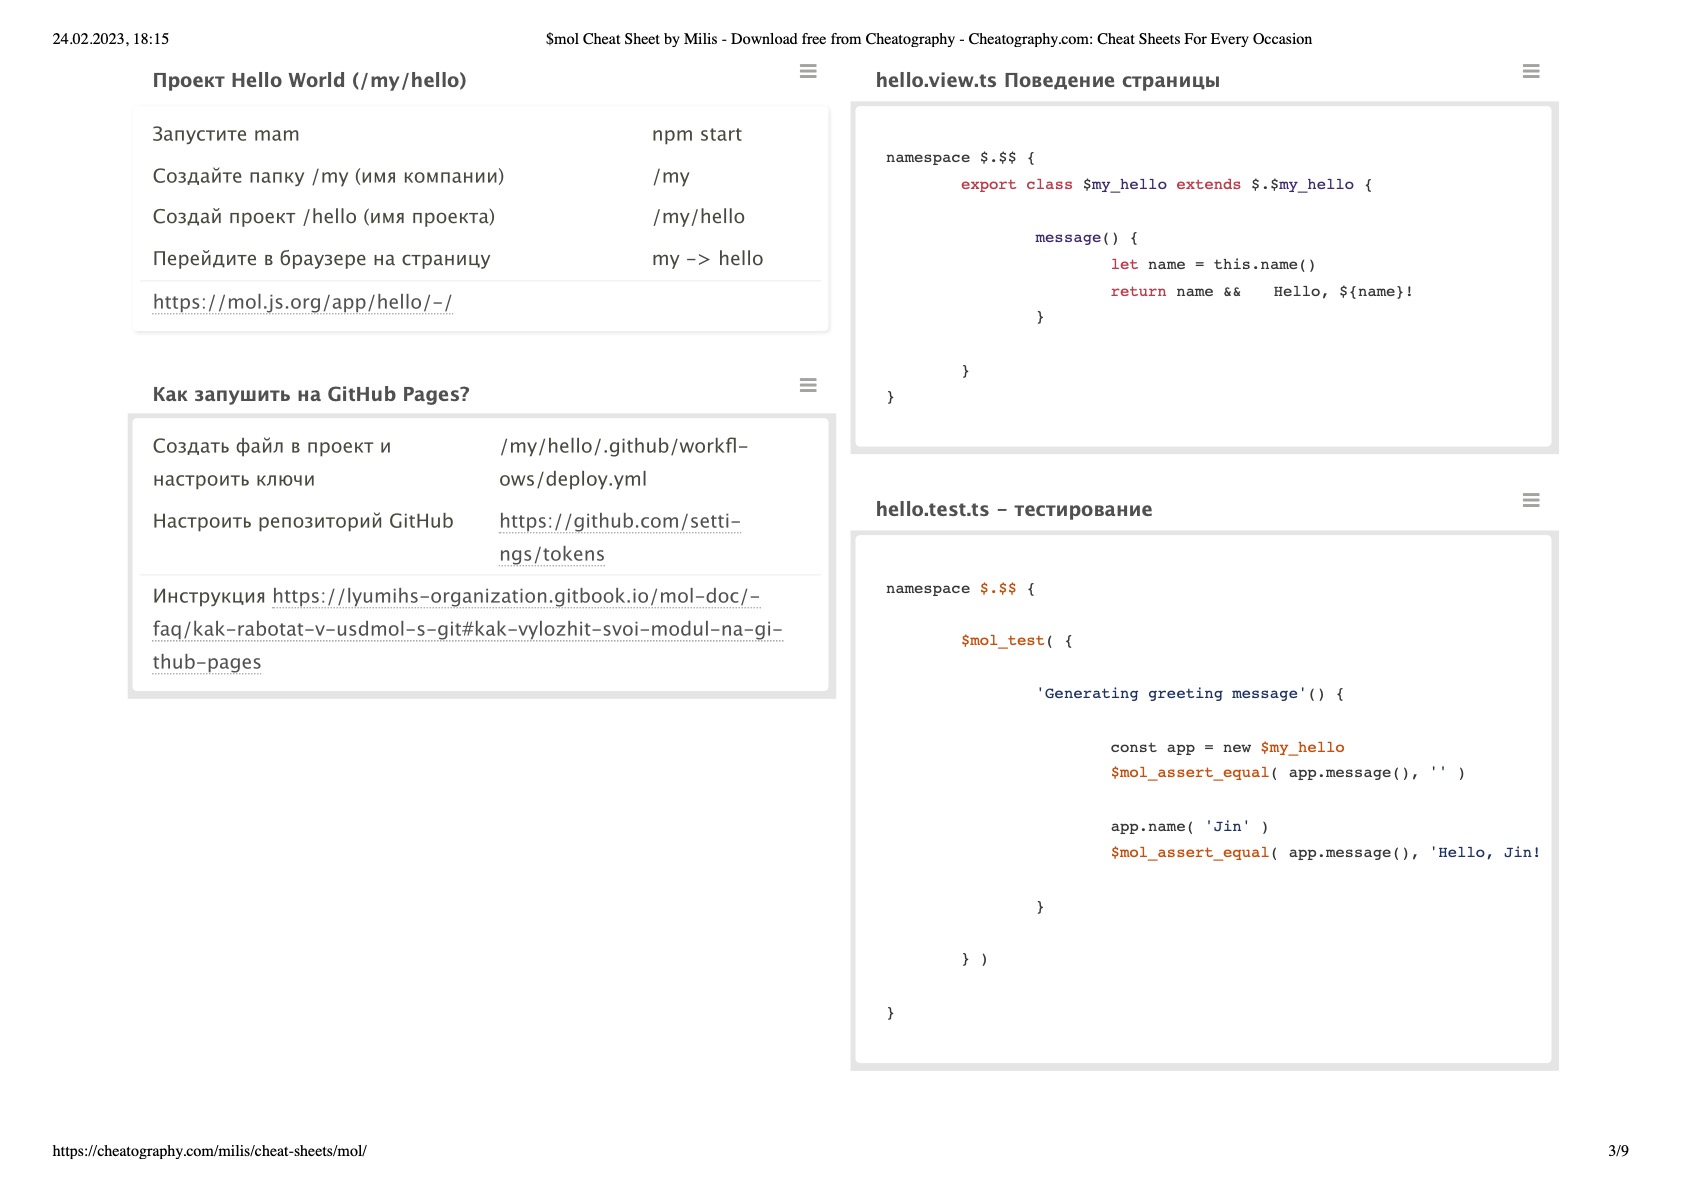 24.02.2023, 18:15
$mol Cheat Sheet by Milis - Download free from Cheatography - Cheatography.com: Cheat Sheets For Every Occasion
Проект Hello World (/my/hello)
Запустите mam npm start
Создайте папку /my (имя компании) /my
Создай проект /hello (имя проекта) /my/hello
Перейдите в браузере на страницу my -> hello
https://mol.js.org/app/hello/-/
Как запушить на GitHub Pages?
Создать файл в проект и /my/hello/.github/workfl-
настроить ключи ows/deploy.yml
Настроить репозиторий GitHub https://github.com/setti-
ngs/tokens
Инструкция https://lyumihs-organization.gitbook.io/mol-doc/-
faq/kak-rabotat-v-usdmol-s-git#kak-vylozhit-svoi-modul-na-gi-
thub-pages
hello.view.ts Поведение страницы
namespace $.$$ {
export class $my_hello extends $.$my_hello {
message() {
let name = this.name()
return name && Hello, ${name}!
}
}
}
hello.test.ts - тестирование
namespace $.$$ {
$mol_test( {
'Generating greeting message'() {
const app = new $my_hello
$mol_assert_equal( app.message(), '' )
app.name( 'Jin' )
$mol_assert_equal( app.message(), 'Hello, Jin!
}
} )
}
https://cheatography.com/milis/cheat-sheets/mol/
3/9